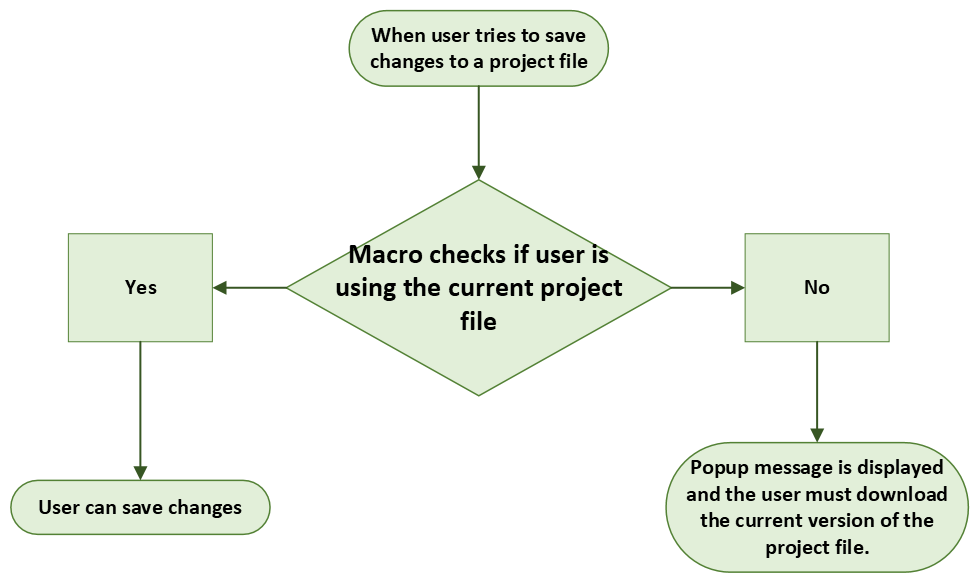 When user tries to save
changes to a project file
Macro checks if user is
using the current project
file
Yes
No
User can save changes
Popup message is displayed
and the user must download
the current version of the
project file.